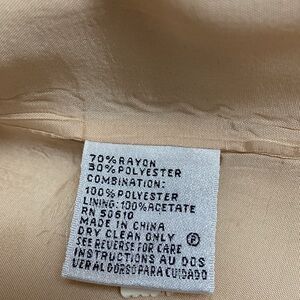 70% RAYON
30% POLYESTER
COMBINATION:
100% POLYESTER
LINING: 100% ACETATE
RN 50610
MADE IN CHINA
DRY CLEAN ONLY Ⓟ
SEE REVERSE FOR CARE
INSTRUCTIONS AU DOS
VER AL DORSO PARA CUIDADO